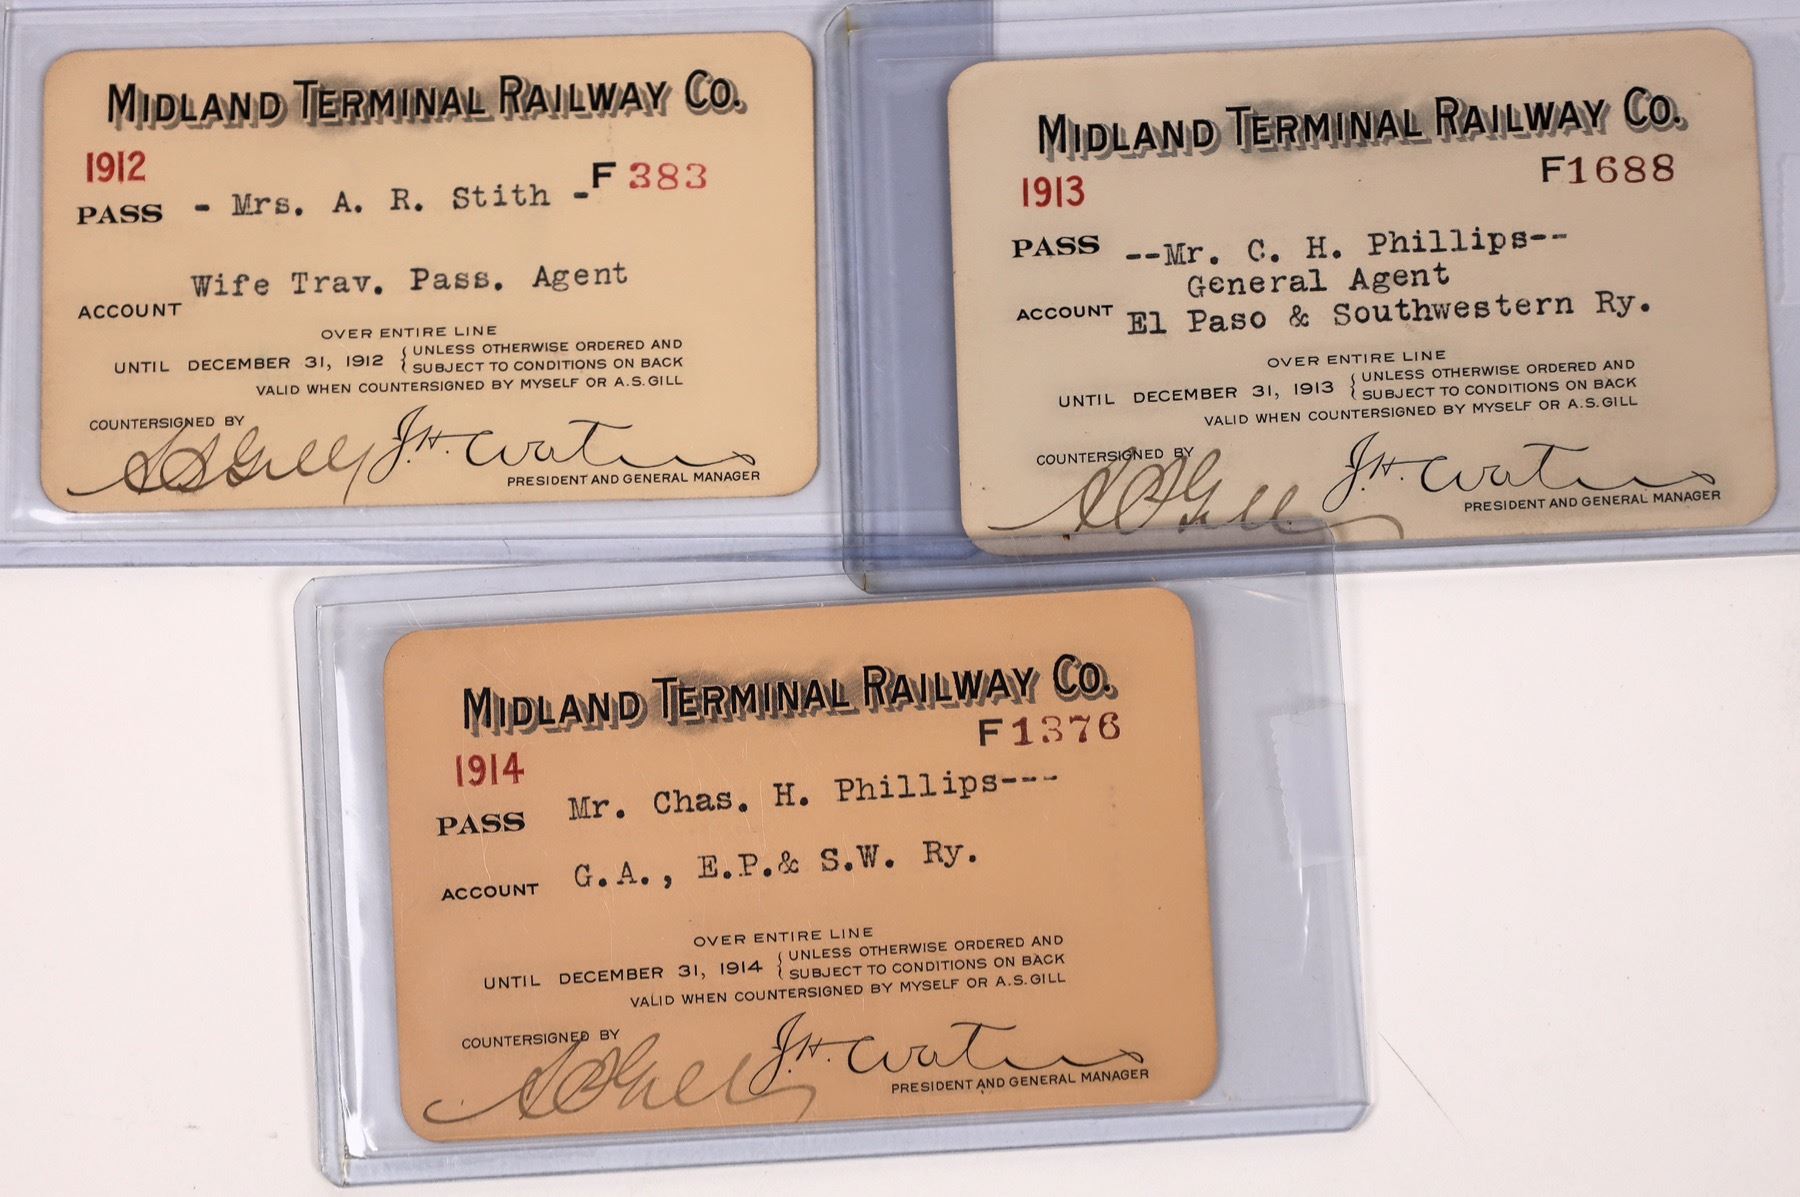 MIDLAND TERMINAL RAILWAY CO.
1912
F 383
PASS - Mrs. A. R. Stith -
Wife Trav. Pass. Agent
ACCOUNT
OVER ENTIRE LINE
UNTIL DECEMBER 31, 1912 { UNLESS OTHERWISE ORDERED AND
SUBJECT TO CONDITIONS ON BACK
VALID WHEN COUNTERSIGNED BY MYSELF OR A.S. GILL
COUNTERSIGNED BY
A S Gill J.H. Waters
PRESIDENT AND GENERAL MANAGER
MIDLAND TERMINAL RAILWAY CO.
1913
F1688
PASS --Mr. C. H. Phillips--
General Agent
ACCOUNT El Paso & Southwestern Ry.
OVER ENTIRE LINE
UNTIL DECEMBER 31, 1913 { UNLESS OTHERWISE ORDERED AND
SUBJECT TO CONDITIONS ON BACK
VALID WHEN COUNTERSIGNED BY MYSELF OR A.S. GILL
COUNTERSIGNED BY
A S Gill J.H. Waters
PRESIDENT AND GENERAL MANAGER
MIDLAND TERMINAL RAILWAY CO.
F1376
1914
PASS Mr. Chas. H. Phillips---
ACCOUNT G.A., E.P.& S.W. Ry.
OVER ENTIRE LINE
UNTIL DECEMBER 31, 1914 { UNLESS OTHERWISE ORDERED AND
SUBJECT TO CONDITIONS ON BACK
VALID WHEN COUNTERSIGNED BY MYSELF OR A.S. GILL
COUNTERSIGNED BY
A S Gill J.H. Waters
PRESIDENT AND GENERAL MANAGER